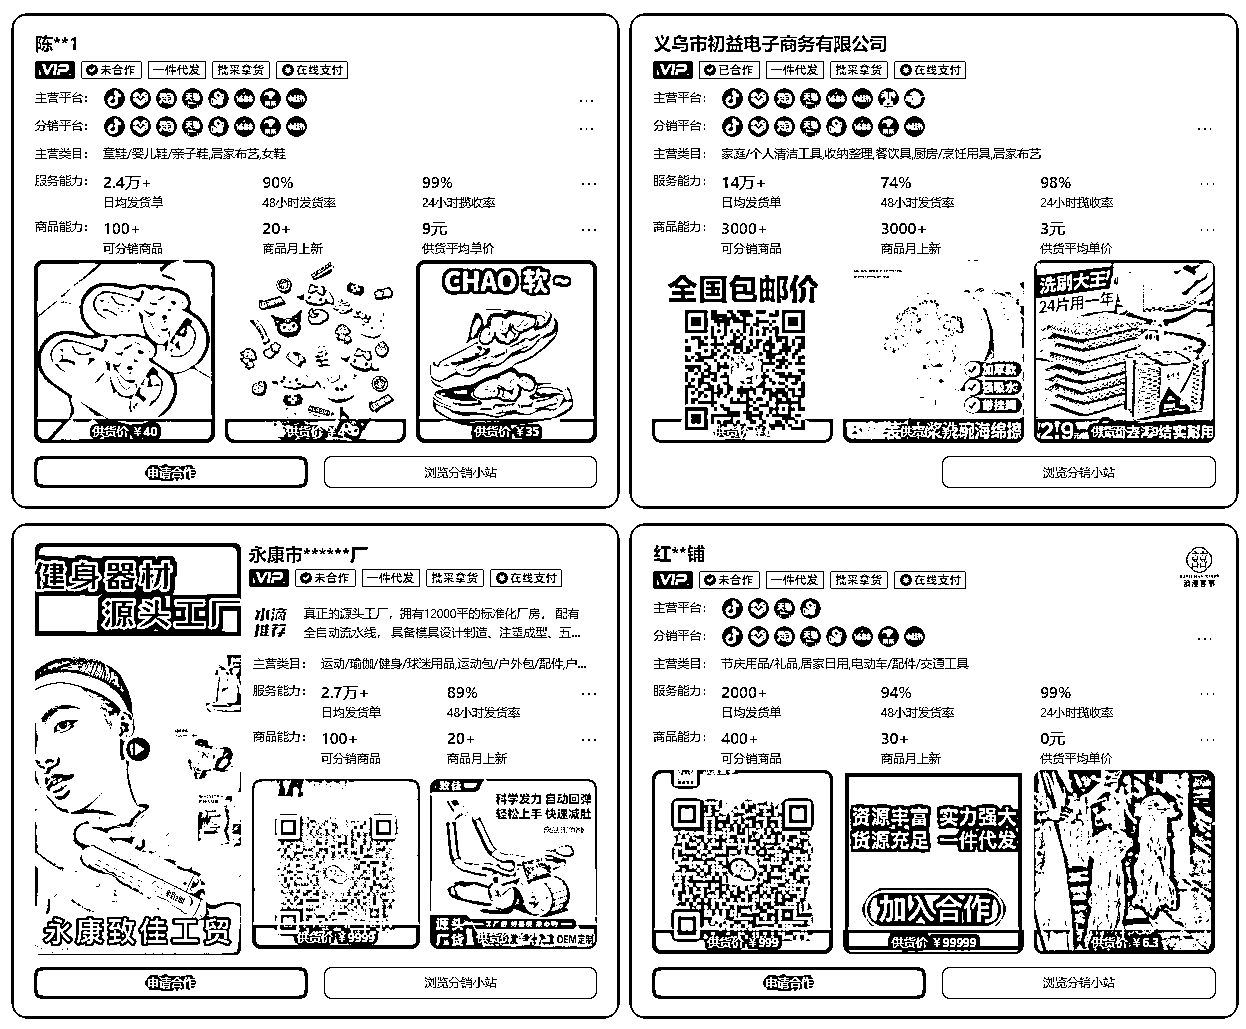 陈**1
VIP 未合作 一件代发 批采拿货 在线支付
主营平台：
...
分销平台：
...
主营类目： 童鞋/婴儿鞋/亲子鞋,居家布艺,女鞋
服务能力： 2.4万+ 90% 99% ...
日均发货单 48小时发货率 24小时揽收率
商品能力： 100+ 20+ 9元 ...
可分销商品 商品月上新 供货平均单价
CHAO 软~
供货价 ¥40
供货价
供货价 ¥35
申请合作 浏览分销小站
义乌市初益电子商务有限公司
VIP 已合作 一件代发 批采拿货 在线支付
主营平台：
分销平台：
...
主营类目： 家庭/个人清洁工具,收纳整理,餐饮具,厨房/烹饪用具,居家布艺
服务能力： 14万+ 74% 98% ...
日均发货单 48小时发货率 24小时揽收率
商品能力： 3000+ 3000+ 3元 ...
可分销商品 商品月上新 供货平均单价
全国包邮价
供货价
加厚款
强吸水
洗刷大王
24片用一年
浏览分销小站
健身器材
源头工厂
永康致佳工贸
永康市******厂
VIP 未合作 一件代发 批采拿货 在线支付
水滴推荐
真正的源头工厂，拥有12000平的标准化厂房， 配有
全自动流水线， 具备模具设计制造、注塑成型、五...
主营类目： 运动/瑜伽/健身/球迷用品,运动包/户外包/配件,户...
服务能力： 2.7万+ 89% ...
日均发货单 48小时发货率
商品能力： 100+ 20+ ...
可分销商品 商品月上新
供货价 ¥9999
致佳
科学发力 自动回弹
轻松上手 快速减肚
源头
OEM定制
申请合作 浏览分销小站
红**铺
VIP 未合作 一件代发 批采拿货 在线支付
浪漫喜事
主营平台：
分销平台：
...
主营类目： 节庆用品/礼品,居家日用,电动车/配件/交通工具
服务能力： 2000+ 94% 99% ...
日均发货单 48小时发货率 24小时揽收率
商品能力： 400+ 30+ 0元 ...
可分销商品 商品月上新 供货平均单价
供货价 ¥999
资源丰富 实力强大
货源充足 一件代发
加入合作
供货价 ¥99999
供货价 ¥6.3
申请合作 浏览分销小站